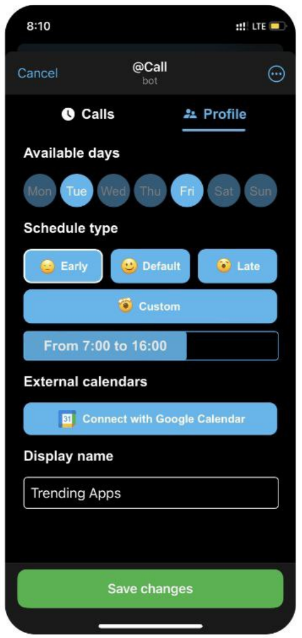 8:10 LTE
Cancel @Call
bot
Calls Profile
Available days
Mon Tue Wed Thu Fri Sat Sun
Schedule type
Early Default Late
Custom
From 7:00 to 16:00
External calendars
31 Connect with Google Calendar
Display name
Trending Apps
Save changes